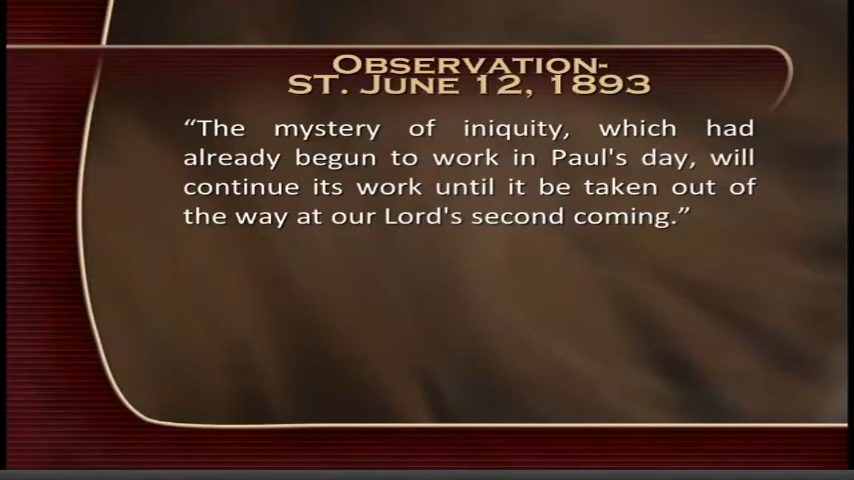 OBSERVATION-
ST. JUNE 12, 1893
“The mystery of iniquity, which had
already begun to work in Paul's day, will
continue its work until it be taken out of
the way at our Lord's second coming.”